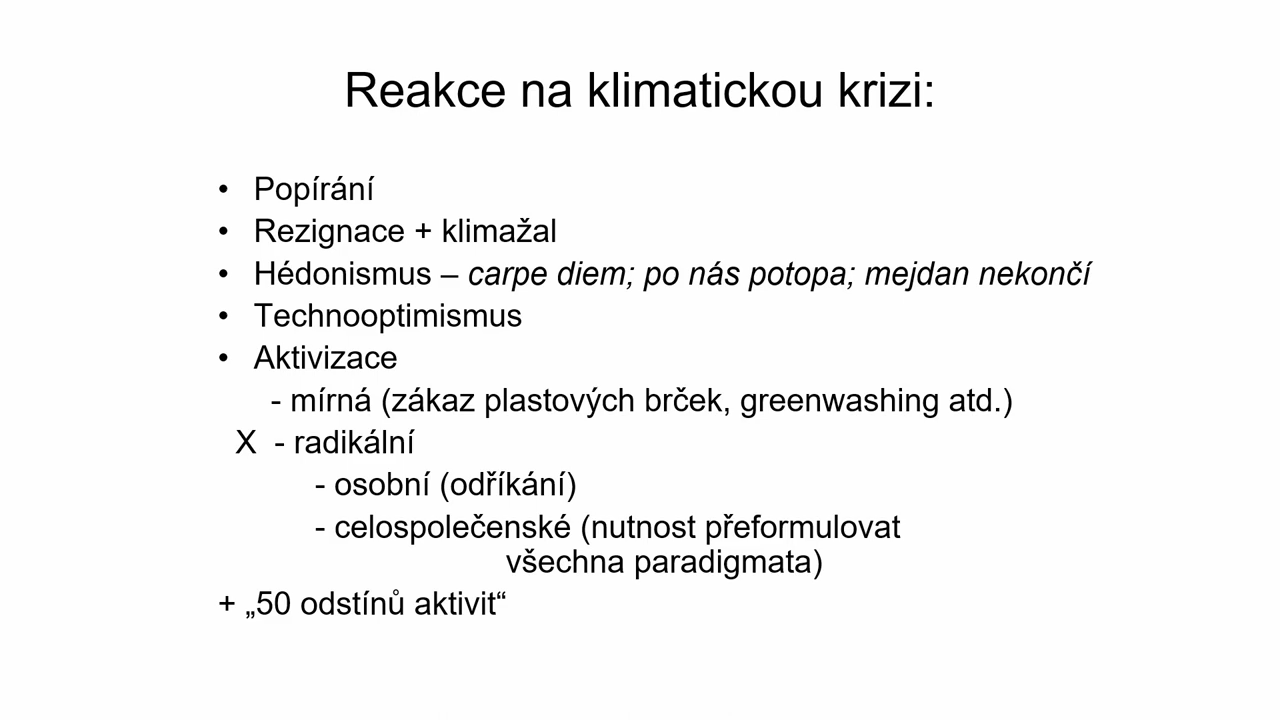 Reakce na klimatickou krizi:
• Popírání
• Rezignace + klimažal
• Hédonismus – carpe diem; po nás potopa; mejdan nekončí
• Technooptimismus
• Aktivizace
- mírná (zákaz plastových brček, greenwashing atd.)
X - radikální
- osobní (odříkání)
- celospolečenské (nutnost přeformulovat
všechna paradigmata)
+ „50 odstínů aktivit“